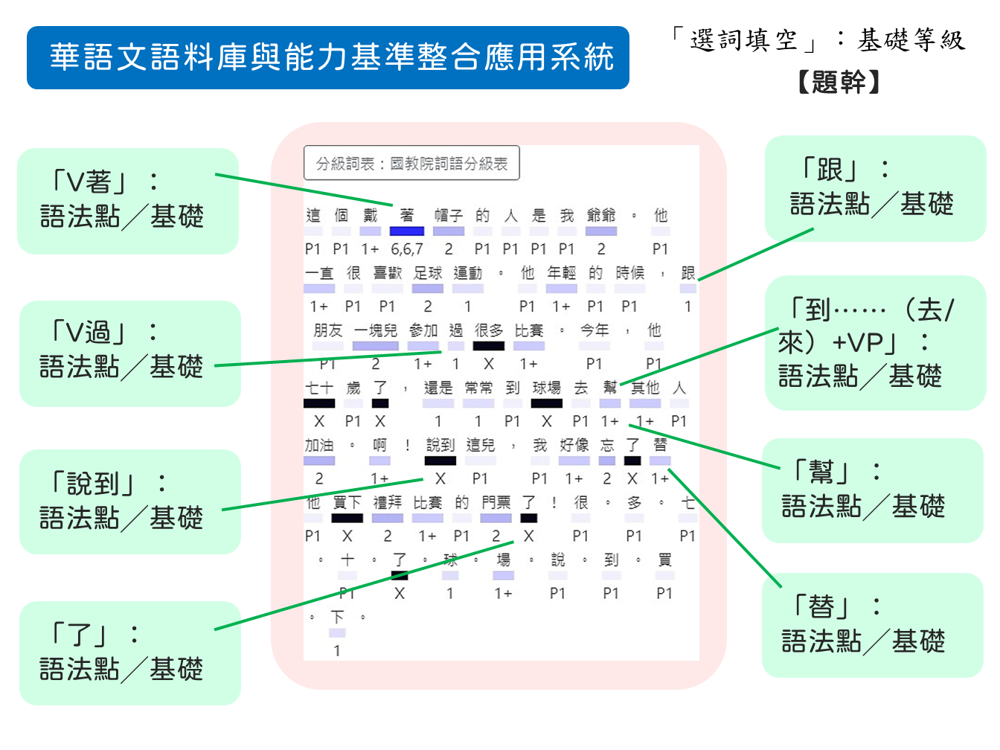 華語文語料庫與能力基準整合應用系統
「選詞填空」：基礎等級
【題幹】
「V著」：
語法點／基礎
「V過」：
語法點／基礎
「說到」：
語法點／基礎
「了」：
語法點／基礎
分級詞表：國教院詞語分級表
這 個 戴 著 帽子 的 人 是 我 爺爺 。 他
P1 P1 1+ 6,6,7 2 P1 P1 P1 P1 2 P1
一直 很 喜歡 足球 運動 。 他 年輕 的 時候 ， 跟
1+ P1 P1 2 1 P1 1+ P1 P1 1
朋友 一塊兒 參加 過 很多 比賽 。 今年 ， 他
P1 2 1+ 1 X 1+ P1 P1
七十 歲 了 ， 還是 常常 到 球場 去 幫 其他 人
X P1 X 1 1 P1 X P1 1+ 1+ P1
加油 。 啊 ！ 說到 這兒 ， 我 好像 忘 了 替
2 1+ X P1 P1 1+ 2 X 1+
他 買下 禮拜 比賽 的 門票 了 ！ 很 。 多 。 七
P1 X 2 1+ P1 2 X P1 P1 P1
。 十 。 了 。 球 。 場 。 說 。 到 。 買
P1 X 1 1+ P1 P1 P1
。 下 。
1
「跟」：
語法點／基礎
「到……（去/
來）+VP」：
語法點／基礎
「幫」：
語法點／基礎
「替」：
語法點／基礎